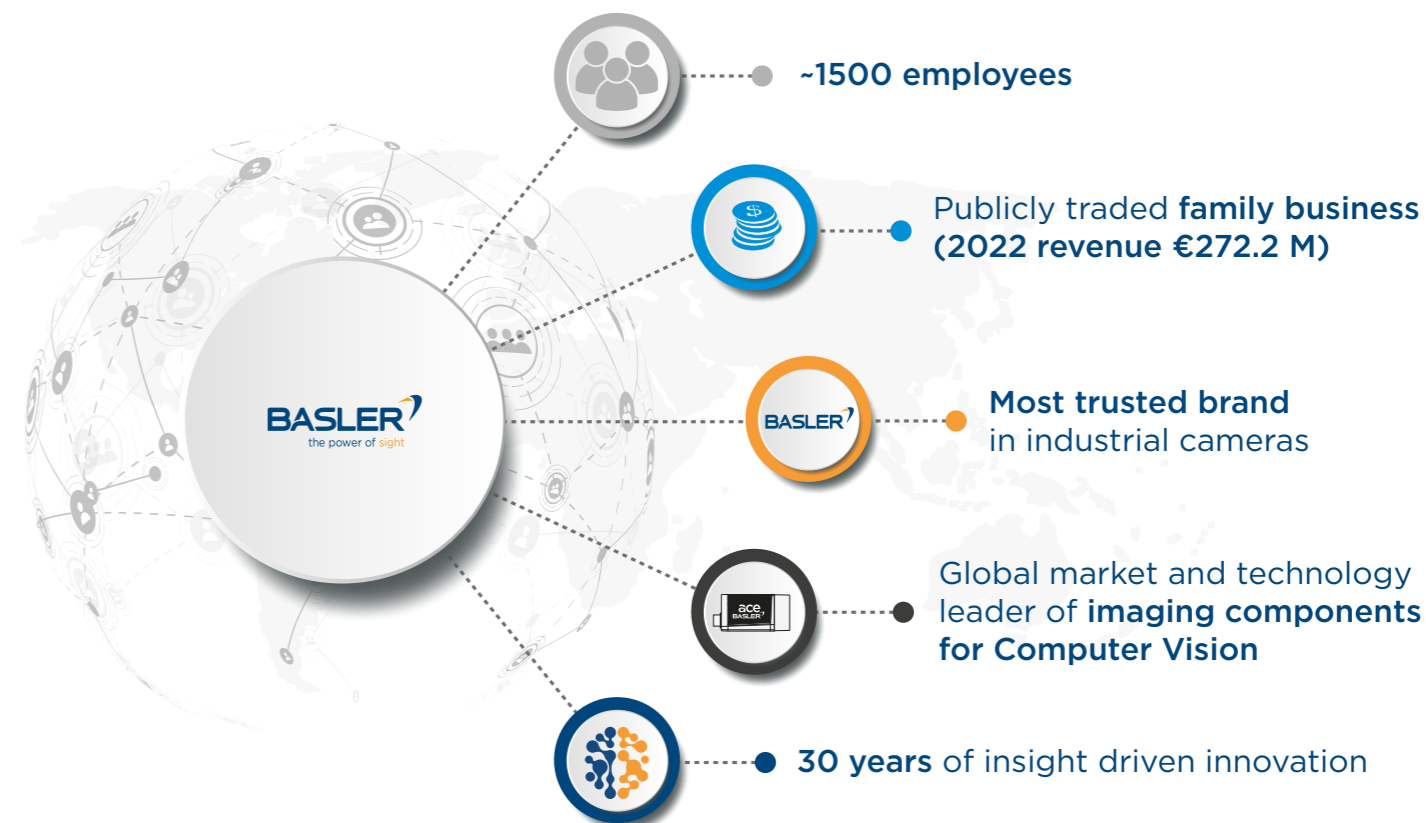 ~1500 employees
$
Publicly traded family business
(2022 revenue €272.2 M)
BASLER
the power of sight
BASLER
Most trusted brand
in industrial cameras
ace
BASLER
Global market and technology
leader of imaging components
for Computer Vision
30 years of insight driven innovation